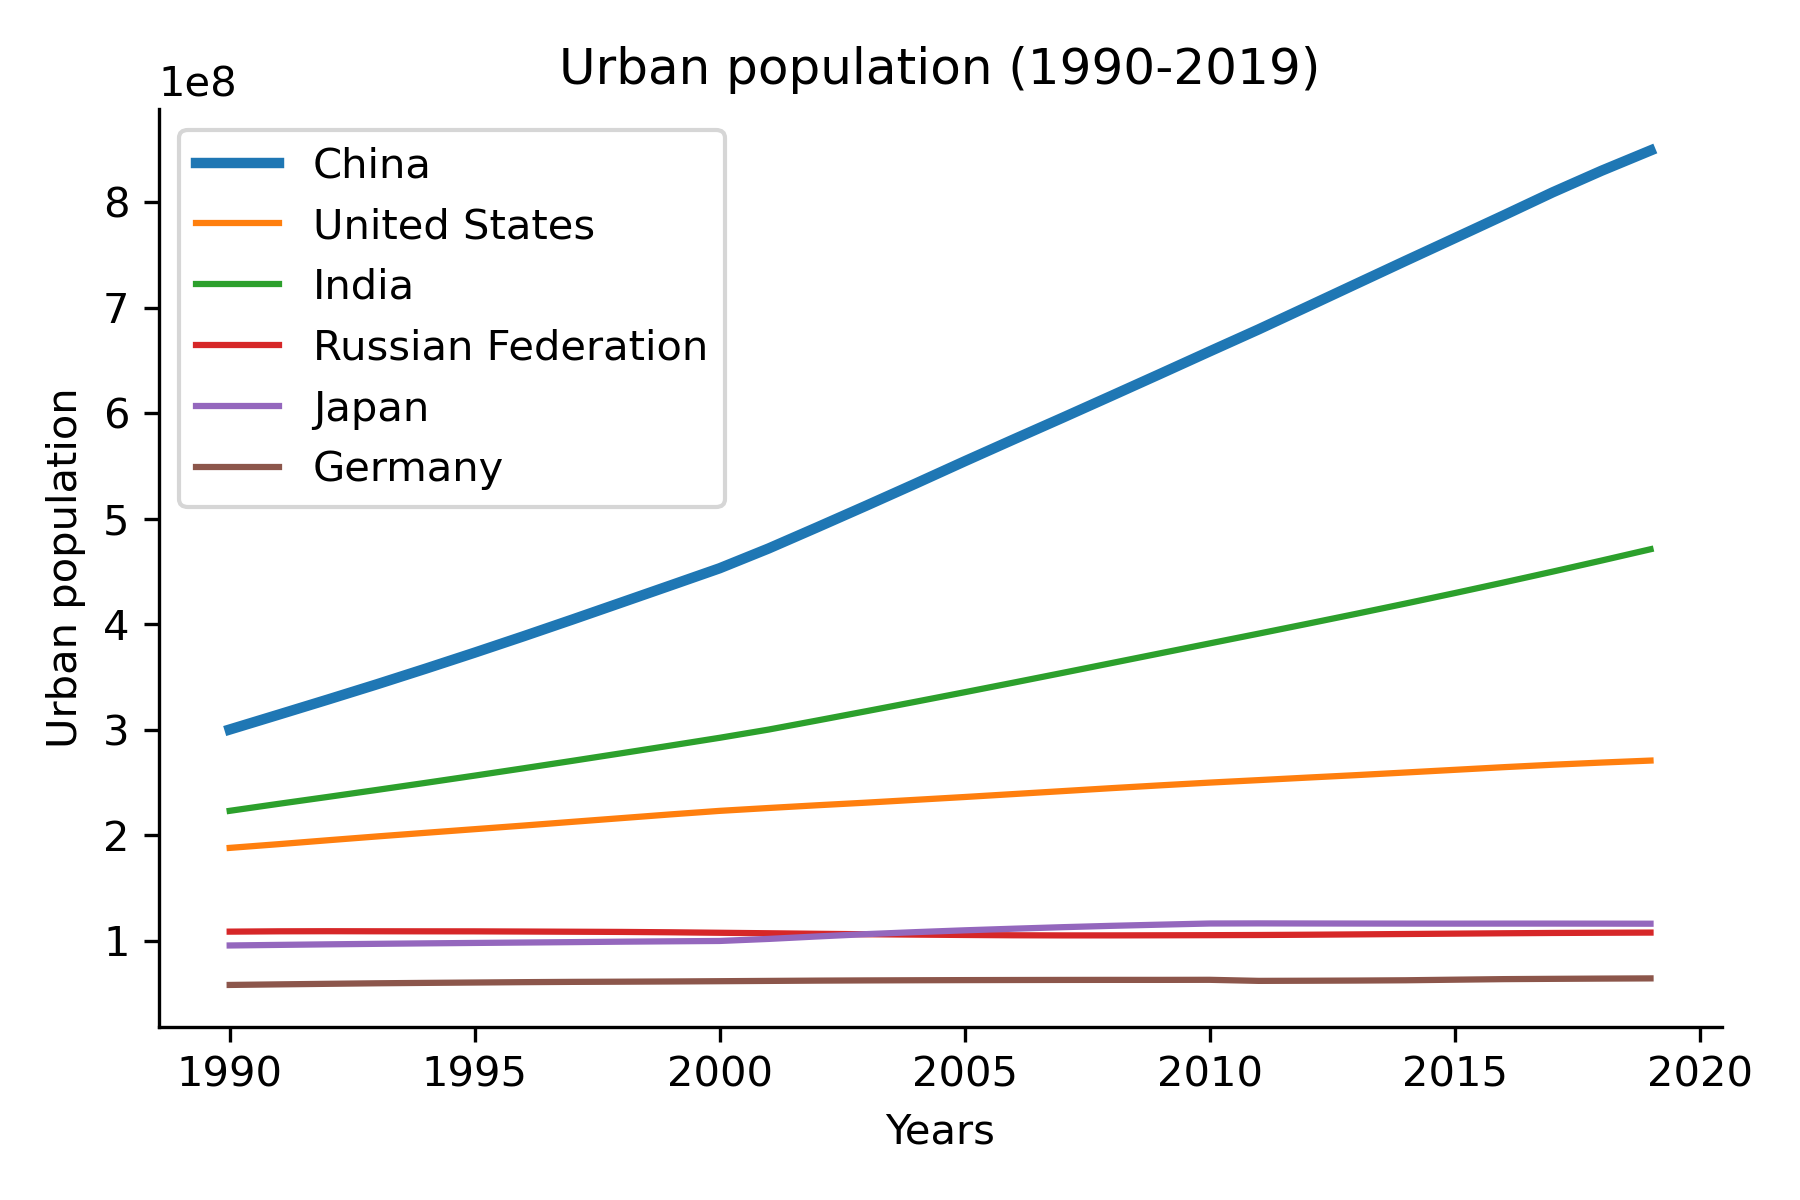 Urban population (1990-2019)
1e8
China
United States
India
Russian Federation
Japan
Germany
8
7
6
5
4
3
2
1
Urban population
1990 1995 2000 2005 2010 2015 2020
Years